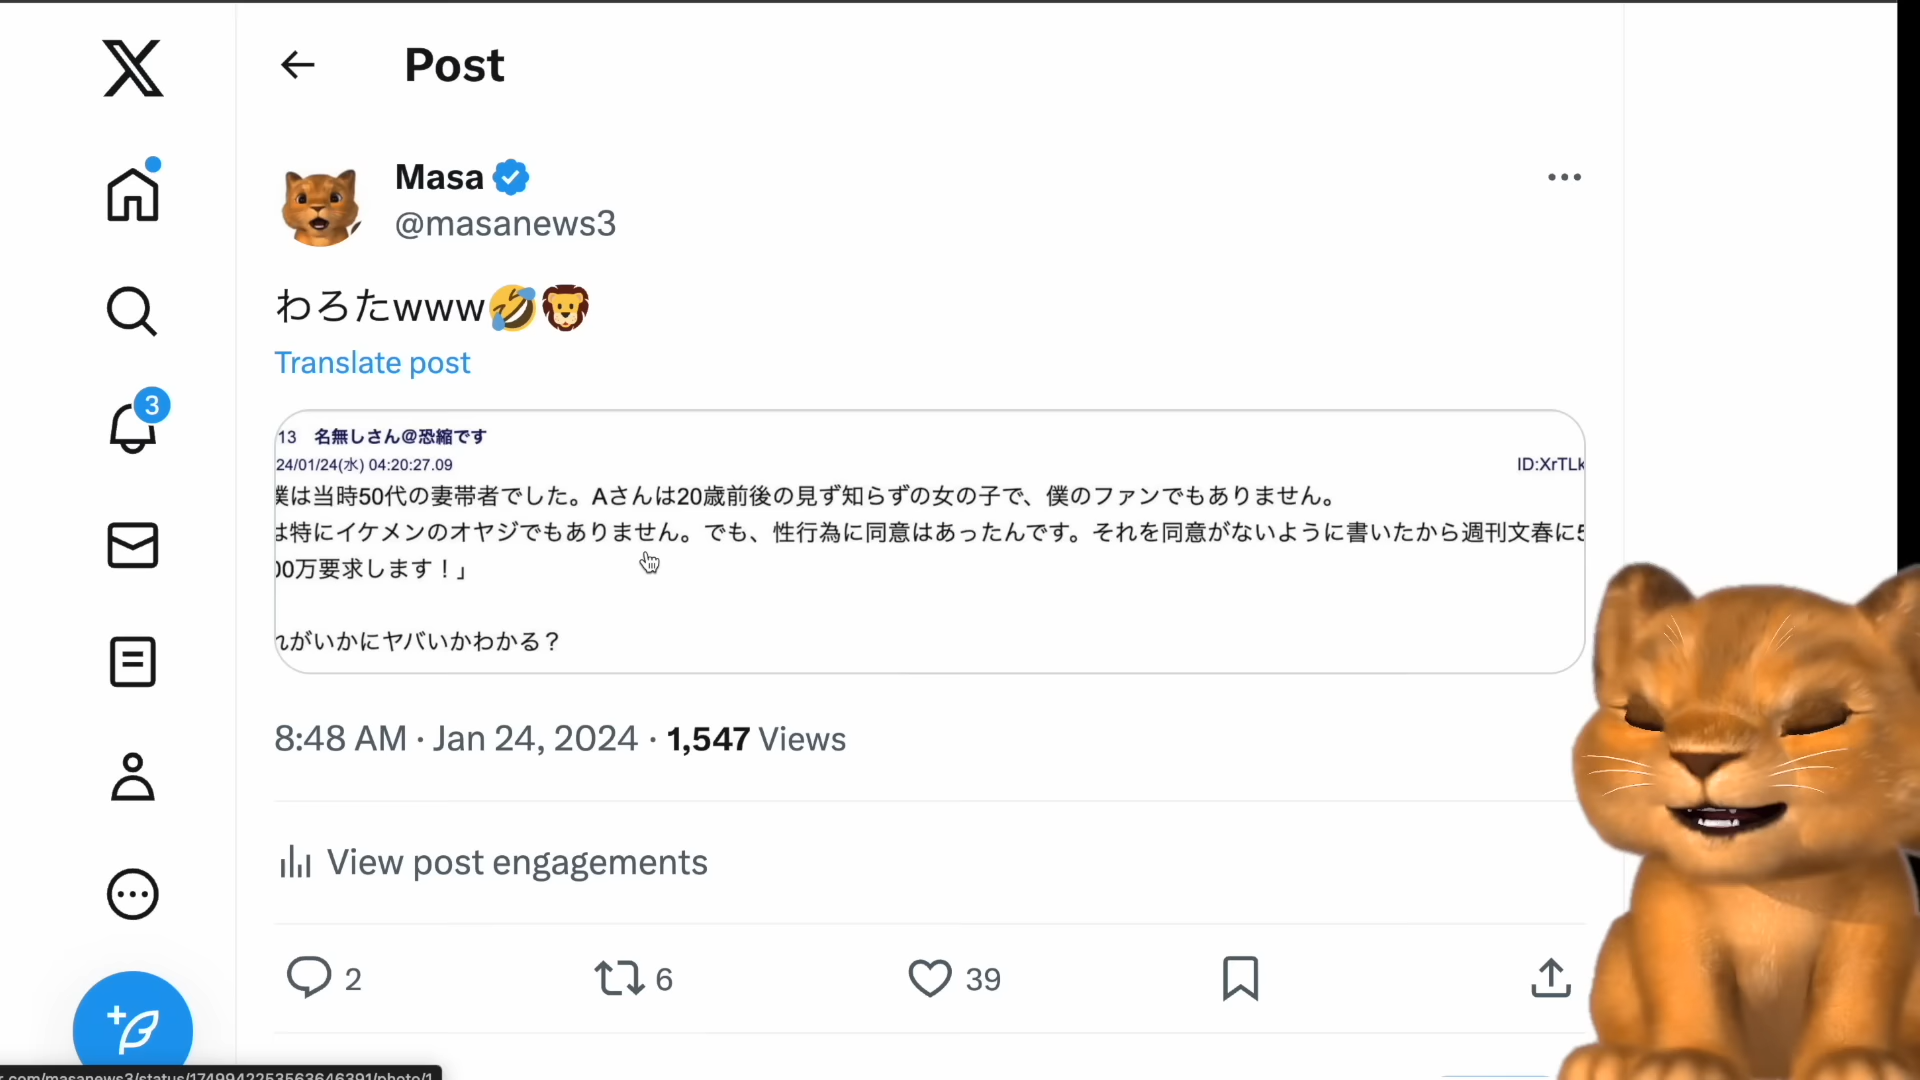 Post
Masa
@masanews3
わろたwww🤣🦁
Translate post
13 名無しさん@恐縮です
24/01/24(水) 04:20:27.09
ID:XrTLk
僕は当時50代の妻帯者でした。Aさんは20歳前後の見ず知らずの女の子で、僕のファンでもありません。
は特にイケメンのオヤジでもありません。でも、性行為に同意はあったんです。それを同意がないように書いたから週刊文春に5
00万要求します！」
れがいかにヤバいかわかる？
8:48 AM · Jan 24, 2024 · 1,547 Views
View post engagements
3
2
6
39
r.com/masanews3/status/1749942253563646391/photo/1